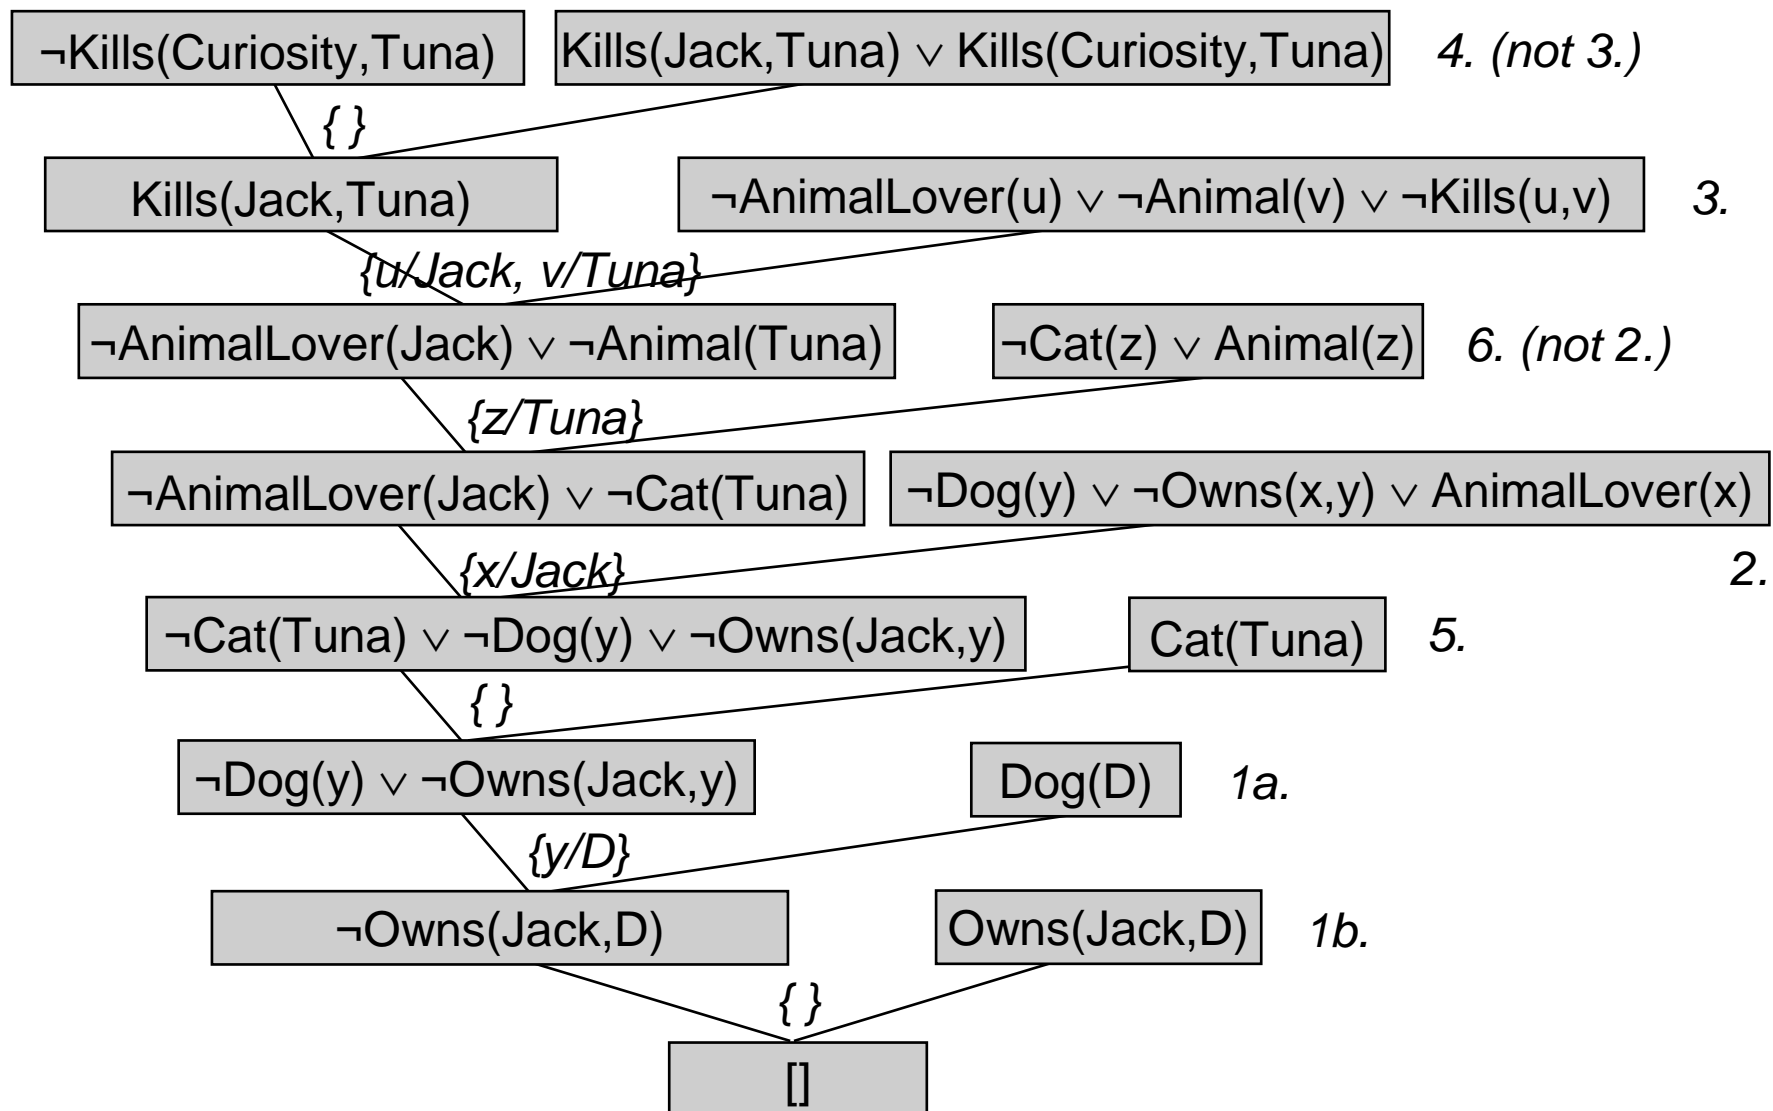 ¬Kills(Curiosity,Tuna) Kills(Jack,Tuna) ∨ Kills(Curiosity,Tuna) 4. (not 3.)
{ }
Kills(Jack,Tuna) ¬AnimalLover(u) ∨ ¬Animal(v) ∨ ¬Kills(u,v) 3.
{u/Jack, v/Tuna}
¬AnimalLover(Jack) ∨ ¬Animal(Tuna) ¬Cat(z) ∨ Animal(z) 6. (not 2.)
{z/Tuna}
¬AnimalLover(Jack) ∨ ¬Cat(Tuna) ¬Dog(y) ∨ ¬Owns(x,y) ∨ AnimalLover(x)
{x/Jack} 2.
¬Cat(Tuna) ∨ ¬Dog(y) ∨ ¬Owns(Jack,y) Cat(Tuna) 5.
{ }
¬Dog(y) ∨ ¬Owns(Jack,y) Dog(D) 1a.
{y/D}
¬Owns(Jack,D) Owns(Jack,D) 1b.
{ }
[]